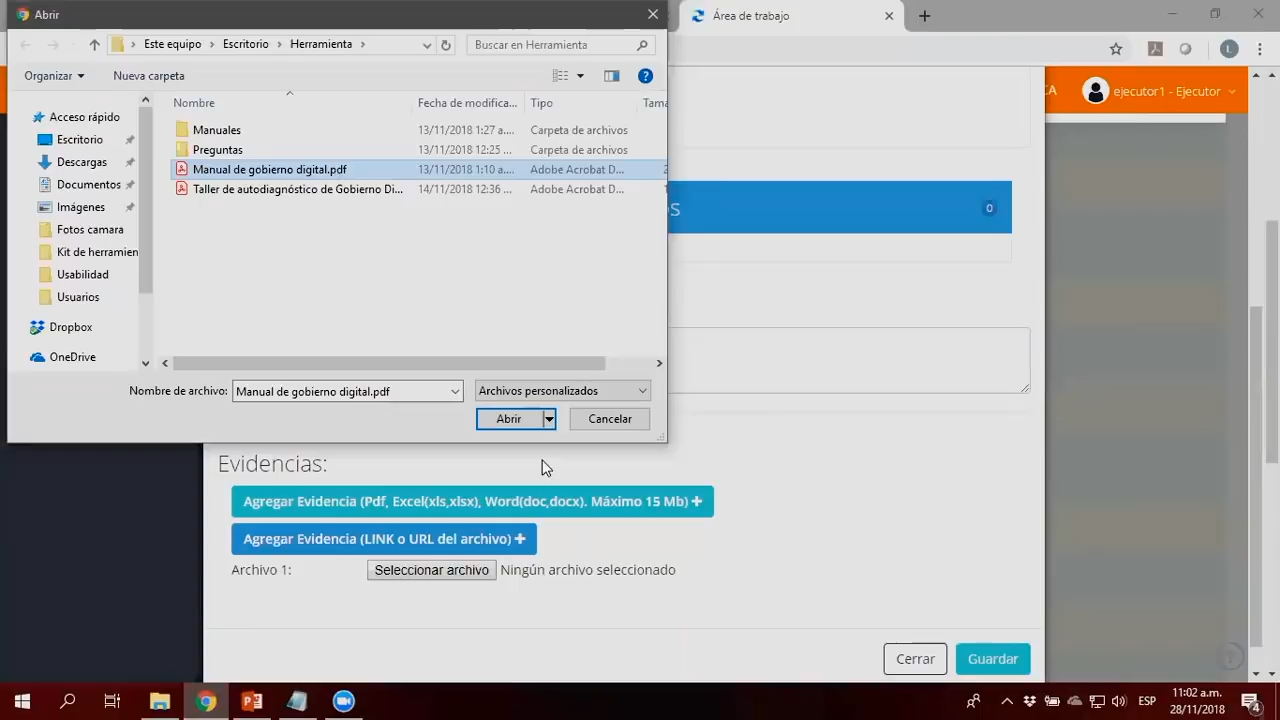 Abrir
Área de trabajo
Este equipo > Escritorio > Herramienta >
Buscar en Herramienta
Organizar
Nueva carpeta
CA
ejecutor1 - Ejecutor
Nombre
Fecha de modifica...
Tipo
Tama
Acceso rápido
Escritorio
Descargas
Documentos
Imágenes
Fotos camara
Kit de herramien
Usabilidad
Usuarios
Dropbox
OneDrive
Manuales 13/11/2018 1:27 a.... Carpeta de archivos
Preguntas 13/11/2018 12:25 ... Carpeta de archivos
Manual de gobierno digital.pdf 13/11/2018 1:10 a.... Adobe Acrobat D... 2
Taller de autodiagnóstico de Gobierno Di... 14/11/2018 12:36 ... Adobe Acrobat D... 1
os 0
Nombre de archivo: Manual de gobierno digital.pdf
Archivos personalizados
Abrir
Cancelar
Evidencias:
Agregar Evidencia (Pdf, Excel(xls,xlsx), Word(doc,docx). Máximo 15 Mb) +
Agregar Evidencia (LINK o URL del archivo) +
Archivo 1: Seleccionar archivo Ningún archivo seleccionado
Cerrar
Guardar
ESP
11:02 a.m.
28/11/2018
4